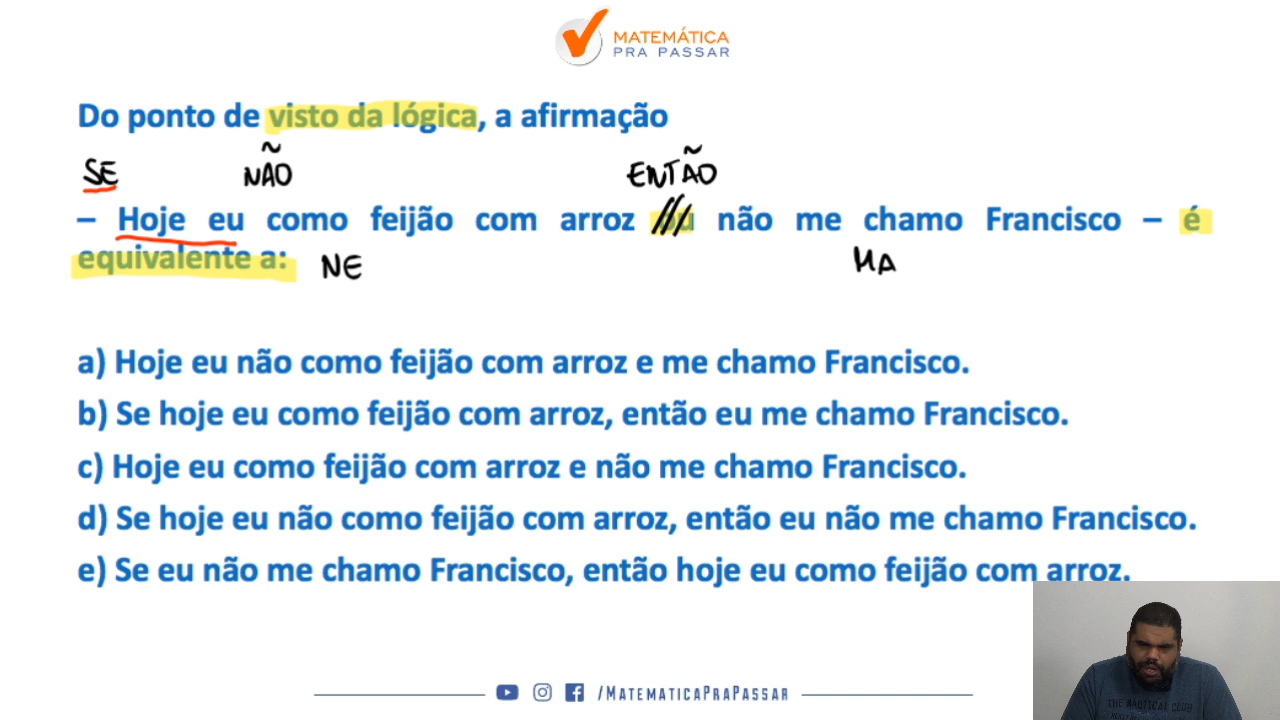 MATEMÁTICA
PRA PASSAR
Do ponto de visto da lógica, a afirmação
SE NÃO ENTÃO
– Hoje eu como feijão com arroz ou não me chamo Francisco – é
equivalente a: NE MA
a) Hoje eu não como feijão com arroz e me chamo Francisco.
b) Se hoje eu como feijão com arroz, então eu me chamo Francisco.
c) Hoje eu como feijão com arroz e não me chamo Francisco.
d) Se hoje eu não como feijão com arroz, então eu não me chamo Francisco.
e) Se eu não me chamo Francisco, então hoje eu como feijão com arroz.
THE NAUTICAL CLUB
/MATEMATICAPRAPASSAR